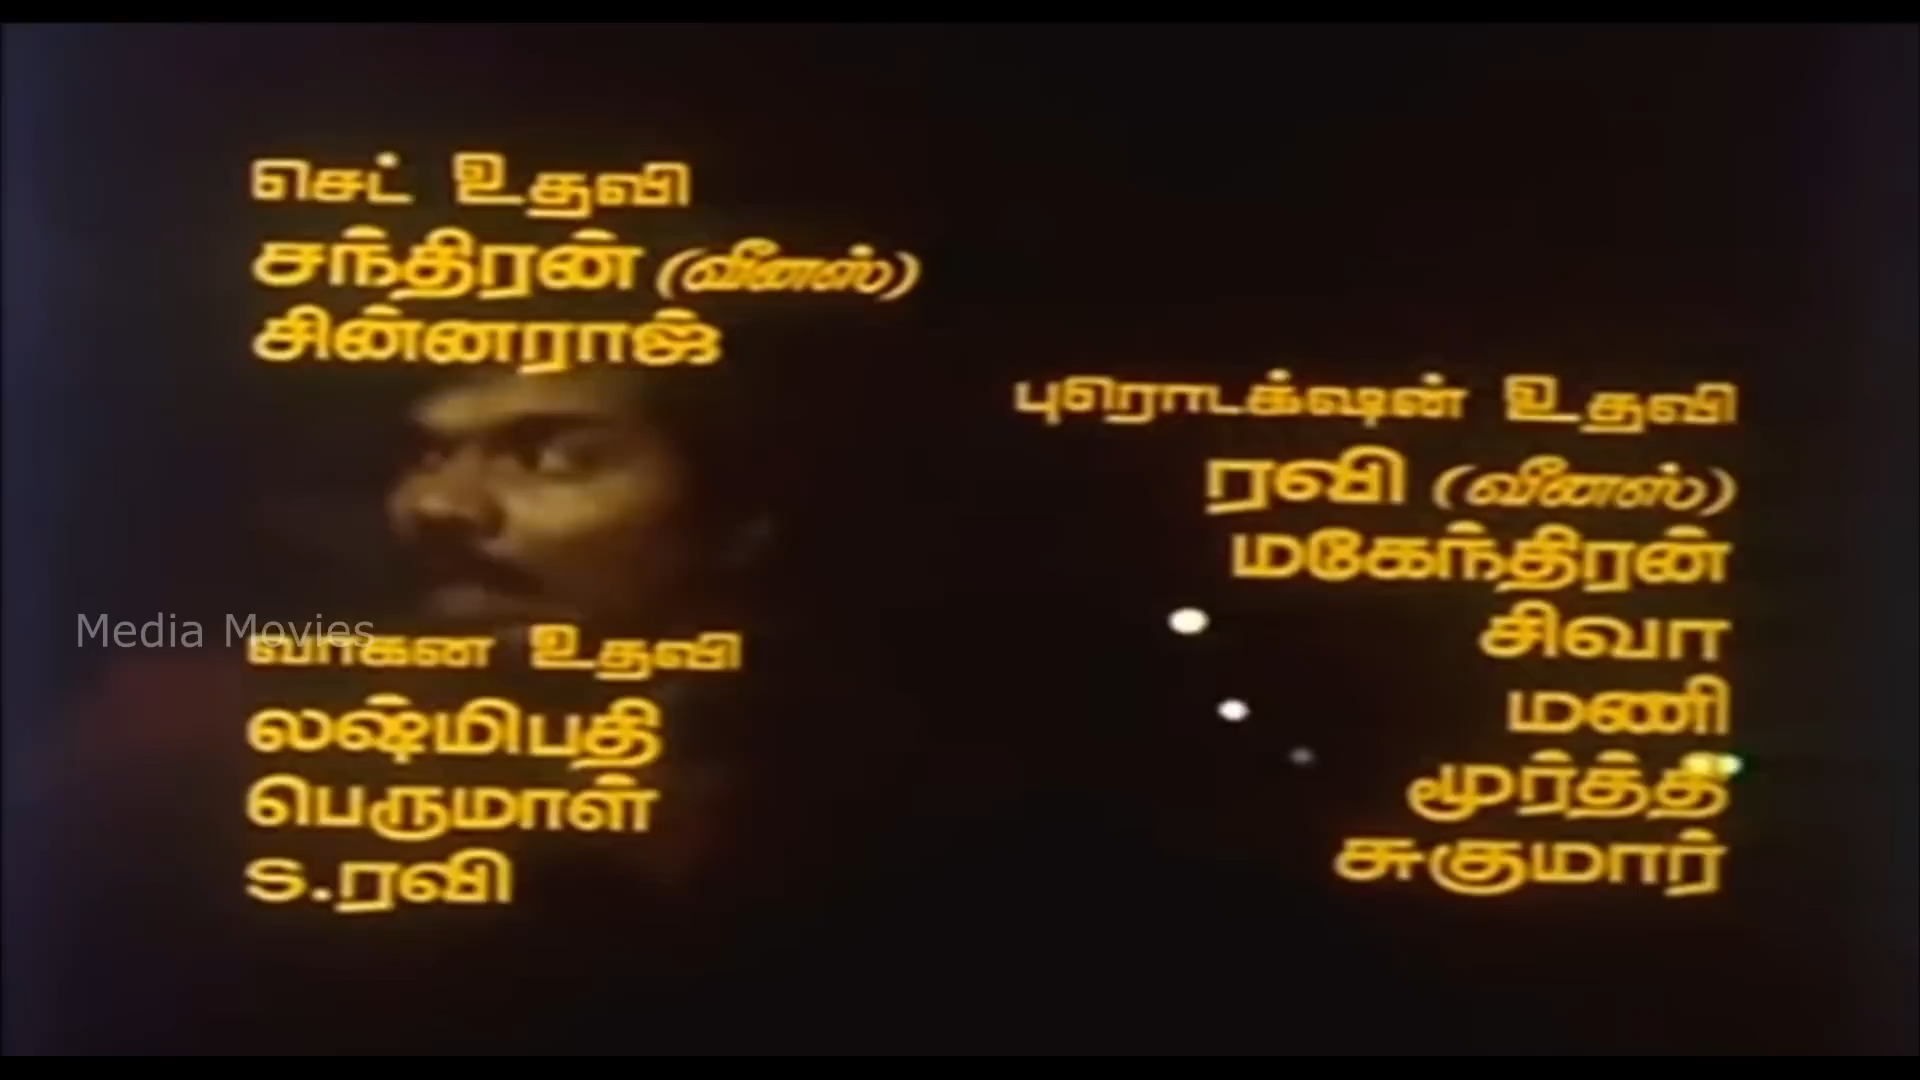 செட் உதவி
சந்திரன் (வீனஸ்)
சின்னராஜ்
Media Movies
வாகன உதவி
லஷ்மிபதி
பெருமாள்
S.ரவி
புரொடக்‌ஷன் உதவி
ரவி (வீனஸ்)
மகேந்திரன்
சிவா
மணி
மூர்த்தி
சுகுமார்